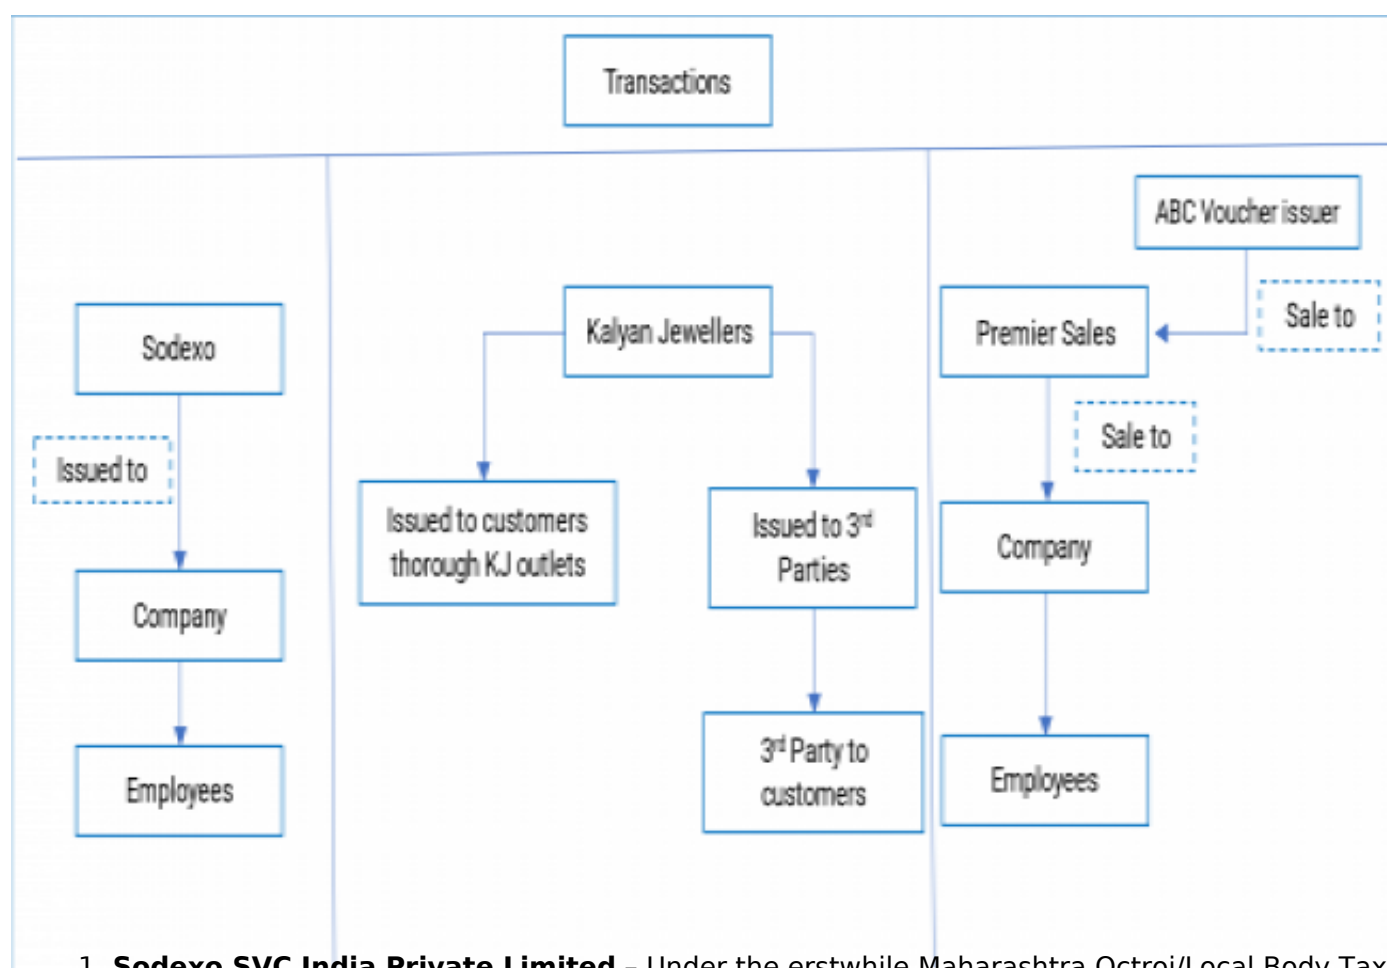 Transactions
ABC Voucher issuer
Sale to
Sodexo
Kalyan Jewellers
Premier Sales
Issued to
Sale to
Issued to customers
thorough KJ outlets
Issued to 3rd
Parties
Company
Company
3rd Party to
customers
Employees
Employees
1. Sodexo SVC India Private Limited – Under the erstwhile Maharashtra Octroi/Local Body Tax